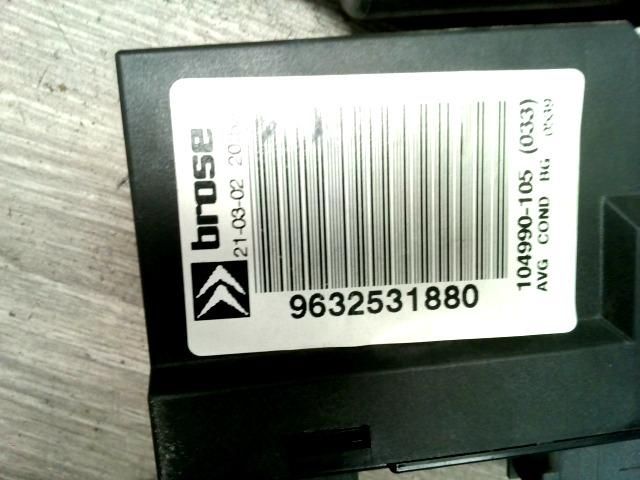 brose
21-03-02
9632531880
104990-105 (033)
AVG COND BG